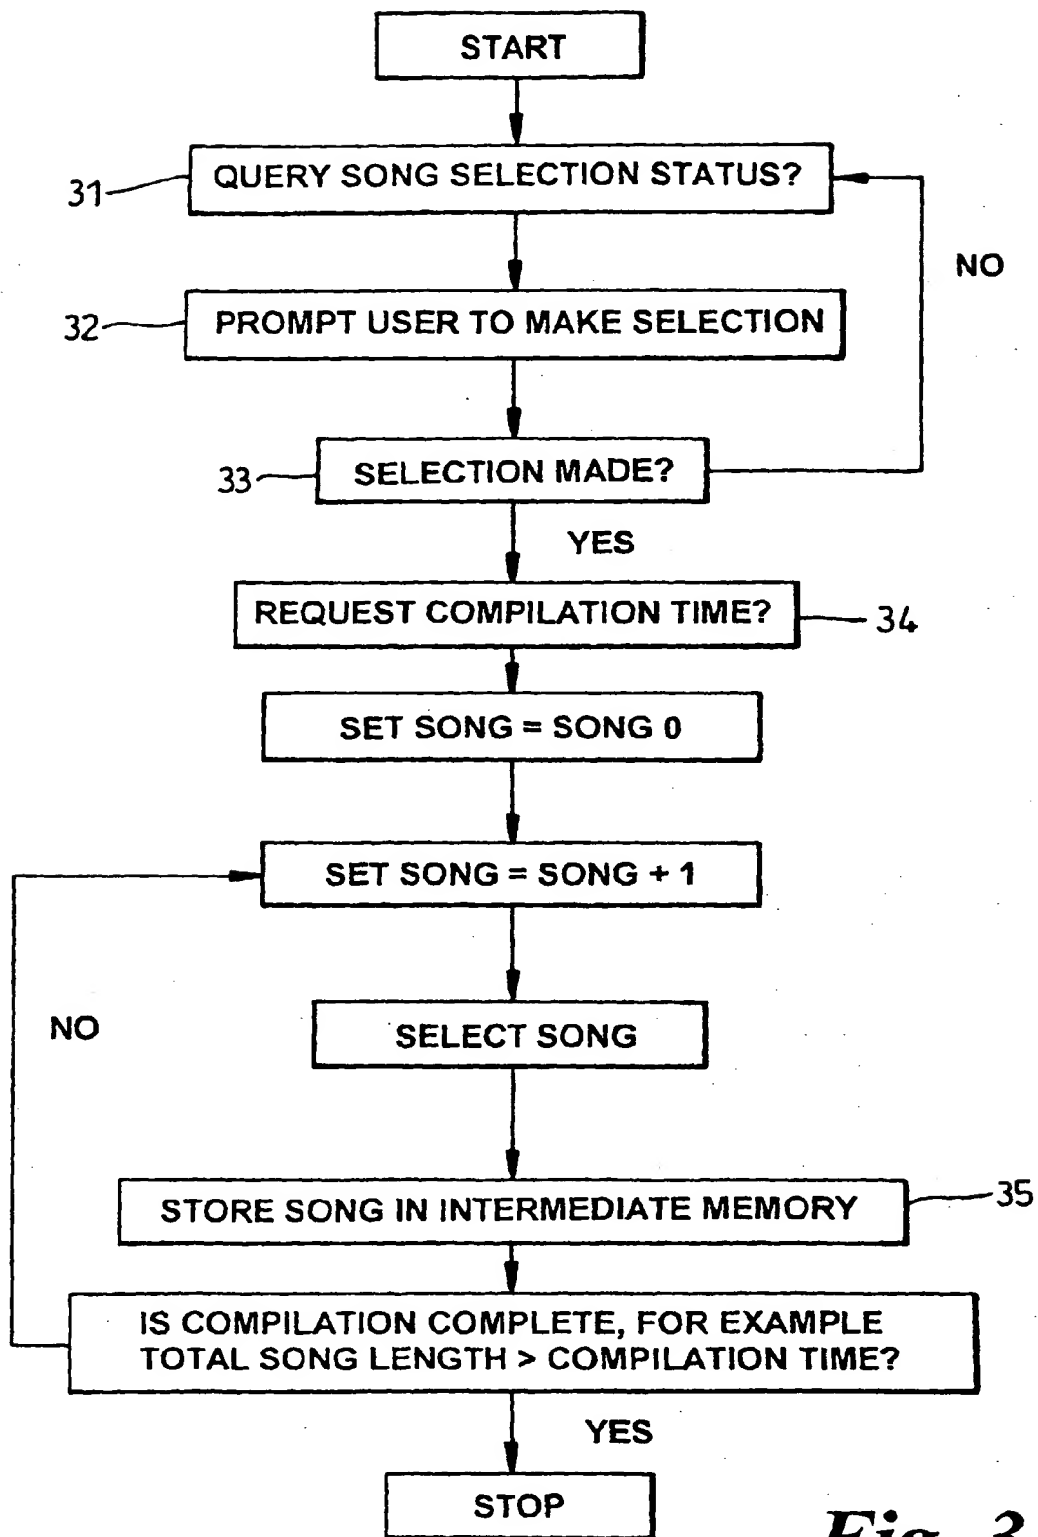 START
31
QUERY SONG SELECTION STATUS?
NO
32
PROMPT USER TO MAKE SELECTION
33
SELECTION MADE?
YES
REQUEST COMPILATION TIME?
34
SET SONG = SONG 0
SET SONG = SONG + 1
NO
SELECT SONG
STORE SONG IN INTERMEDIATE MEMORY
35
IS COMPILATION COMPLETE, FOR EXAMPLE
TOTAL SONG LENGTH > COMPILATION TIME?
YES
STOP
Fig. 3